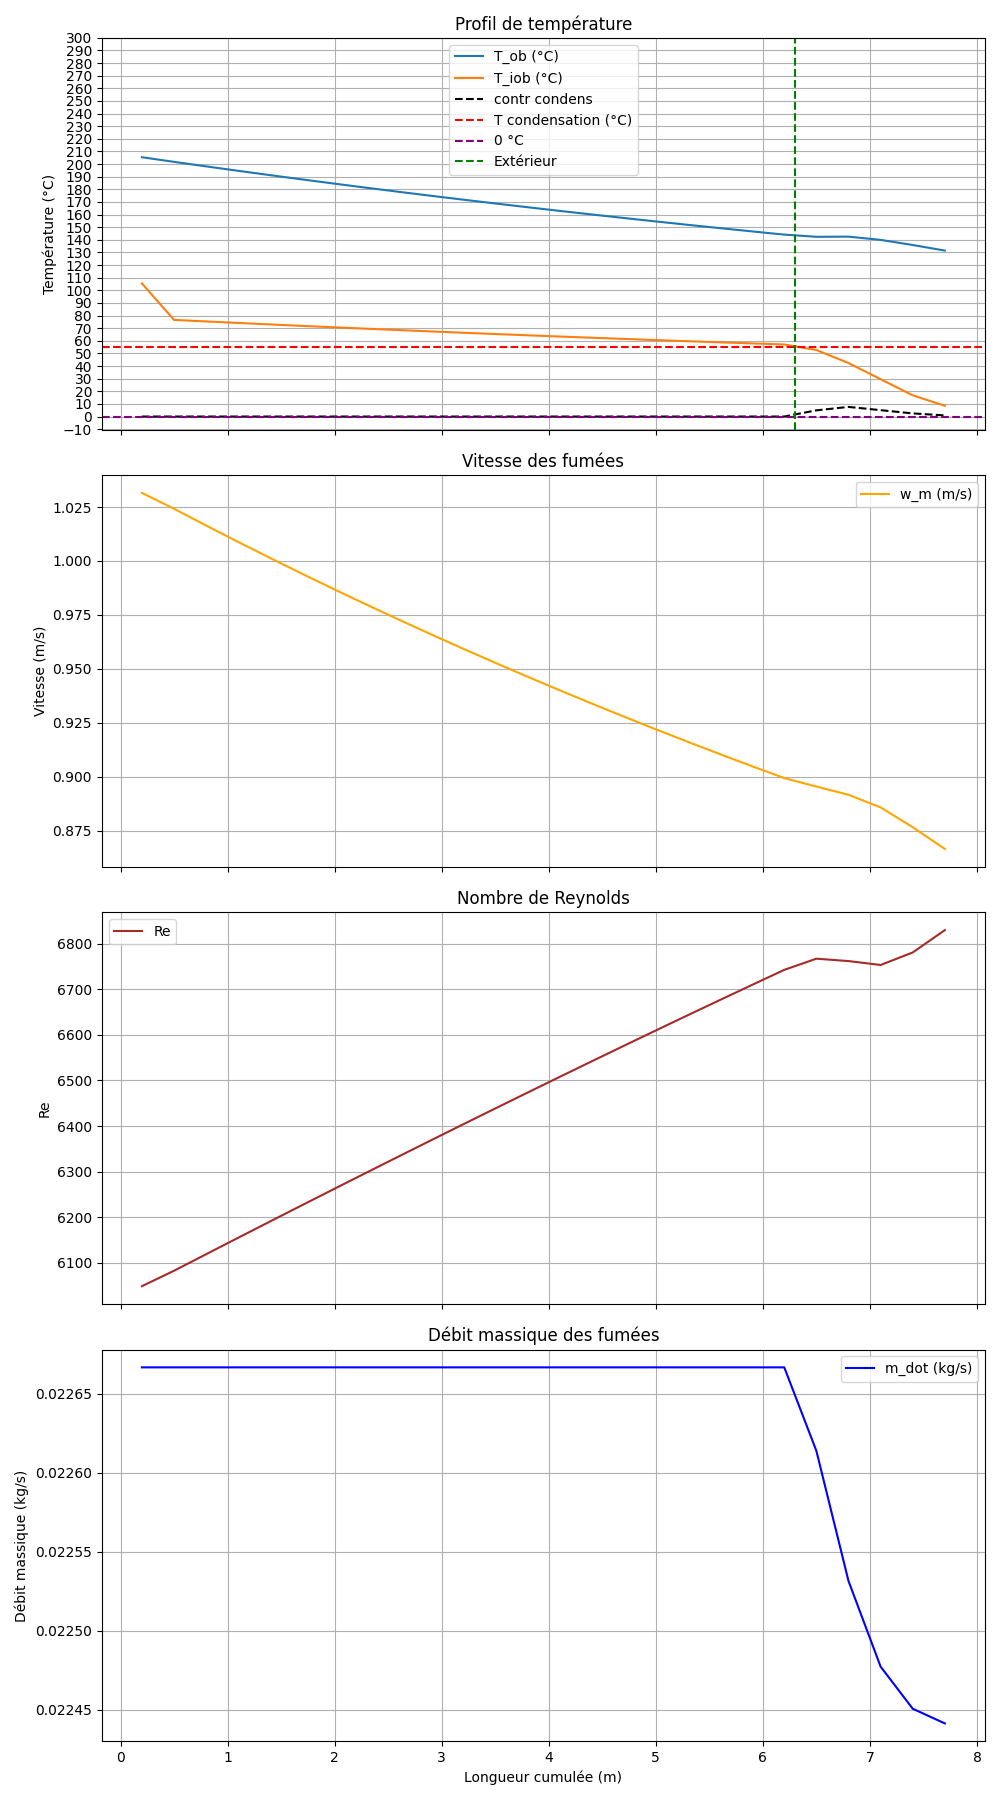 Profil de température
Température (°C)
300
290
280
270
260
250
240
230
220
210
200
190
180
170
160
150
140
130
120
110
100
90
80
70
60
50
40
30
20
10
0
−10
T_ob (°C)
T_iob (°C)
contr condens
T condensation (°C)
0 °C
Extérieur
Vitesse des fumées
Vitesse (m/s)
1.025
1.000
0.975
0.950
0.925
0.900
0.875
w_m (m/s)
Nombre de Reynolds
Re
6800
6700
6600
6500
6400
6300
6200
6100
Re
Débit massique des fumées
Débit massique (kg/s)
0.02265
0.02260
0.02255
0.02250
0.02245
m_dot (kg/s)
0 1 2 3 4 5 6 7 8
Longueur cumulée (m)